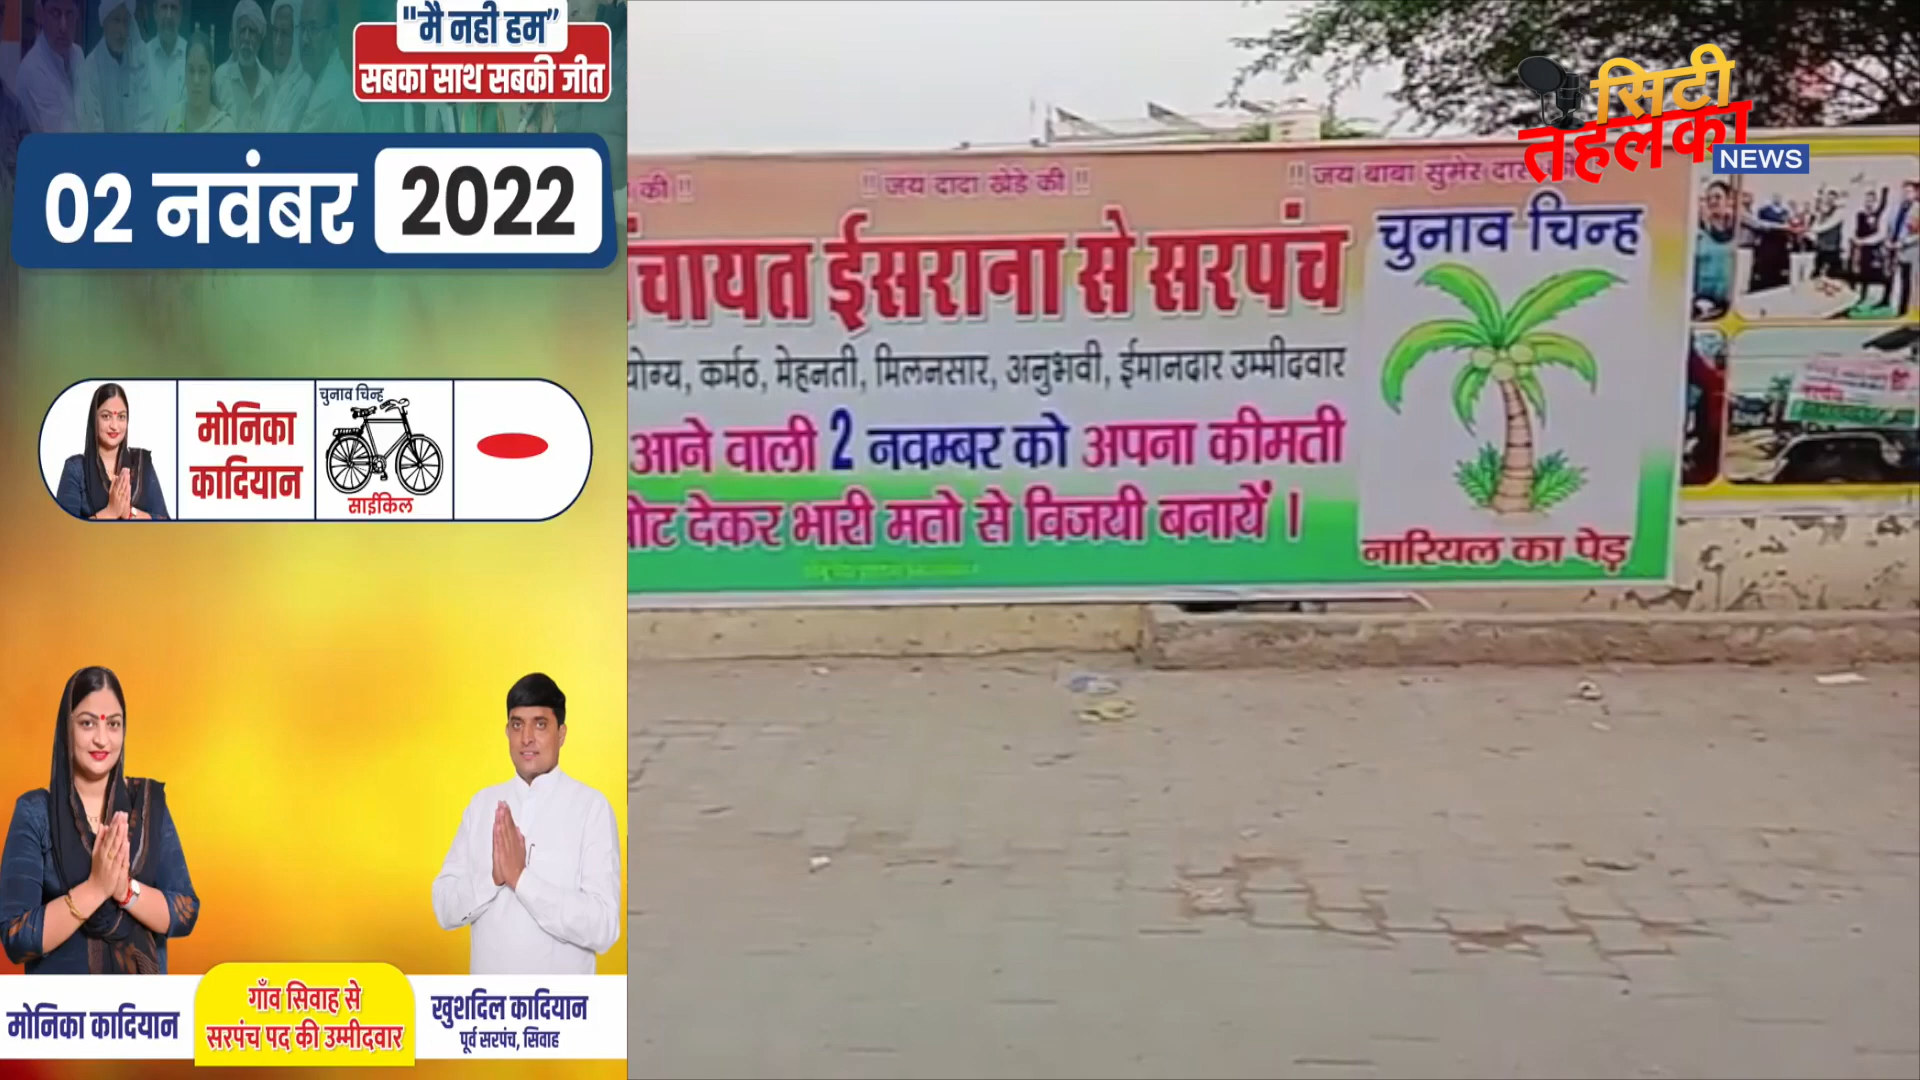 "मै नही हम”
सबका साथ सबकी जीत
02 नवंबर 2022
मोनिका
कादियान
चुनाव चिन्ह
साईकिल
मोनिका कादियान
गाँव सिवाह से
सरपंच पद की उम्मीदवार
खुशदिल कादियान
पूर्व सरपंच, सिवाह
सिटी
तहलका
NEWS
की !!
!! जय दादा खेडे की !!
!! जय बाबा सुमेर
चायत ईसराना से सरपंच
योग्य, कर्मठ, मेहनती, मिलनसार, अनुभवी, ईमानदार उम्मीदवार
आने वाली 2 नवम्बर को अपना कीमती
वोट देकर भारी मतो से विजयी बनायें ।
चुनाव चिन्ह
नारियल का पेड़